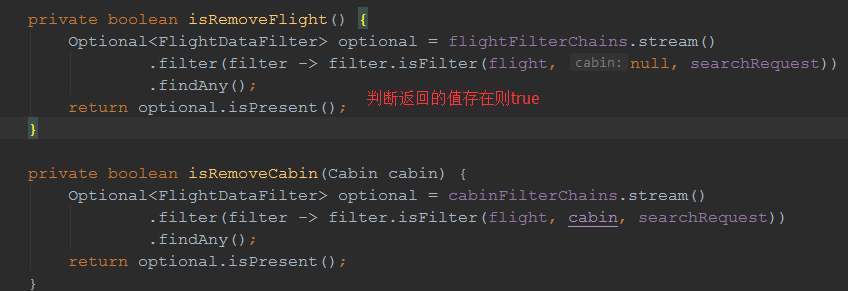 private boolean isRemoveFlight() {
Optional<FlightDataFilter> optional = flightFilterChains.stream()
.filter(filter -> filter.isFilter(flight, cabin: null, searchRequest))
.findAny();
return optional.isPresent(); 判断返回的值存在则true
}
private boolean isRemoveCabin(Cabin cabin) {
Optional<FlightDataFilter> optional = cabinFilterChains.stream()
.filter(filter -> filter.isFilter(flight, cabin, searchRequest))
.findAny();
return optional.isPresent();
}